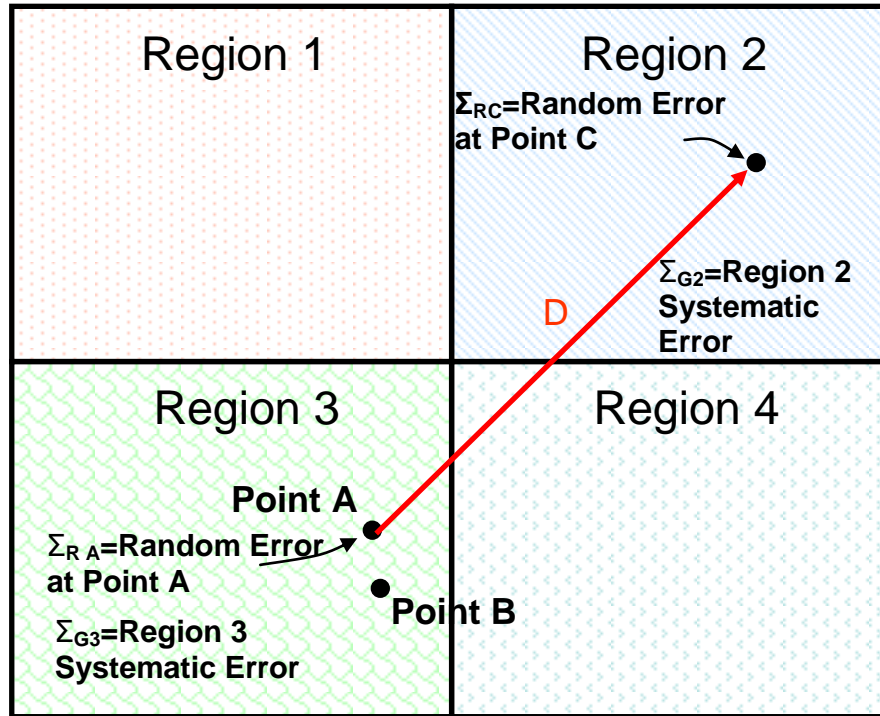 Region 1
Region 2
ΣRC=Random Error
at Point C
ΣG2=Region 2
Systematic
Error
D
Region 3
Region 4
Point A
ΣR A=Random Error
at Point A
Point B
ΣG3=Region 3
Systematic Error